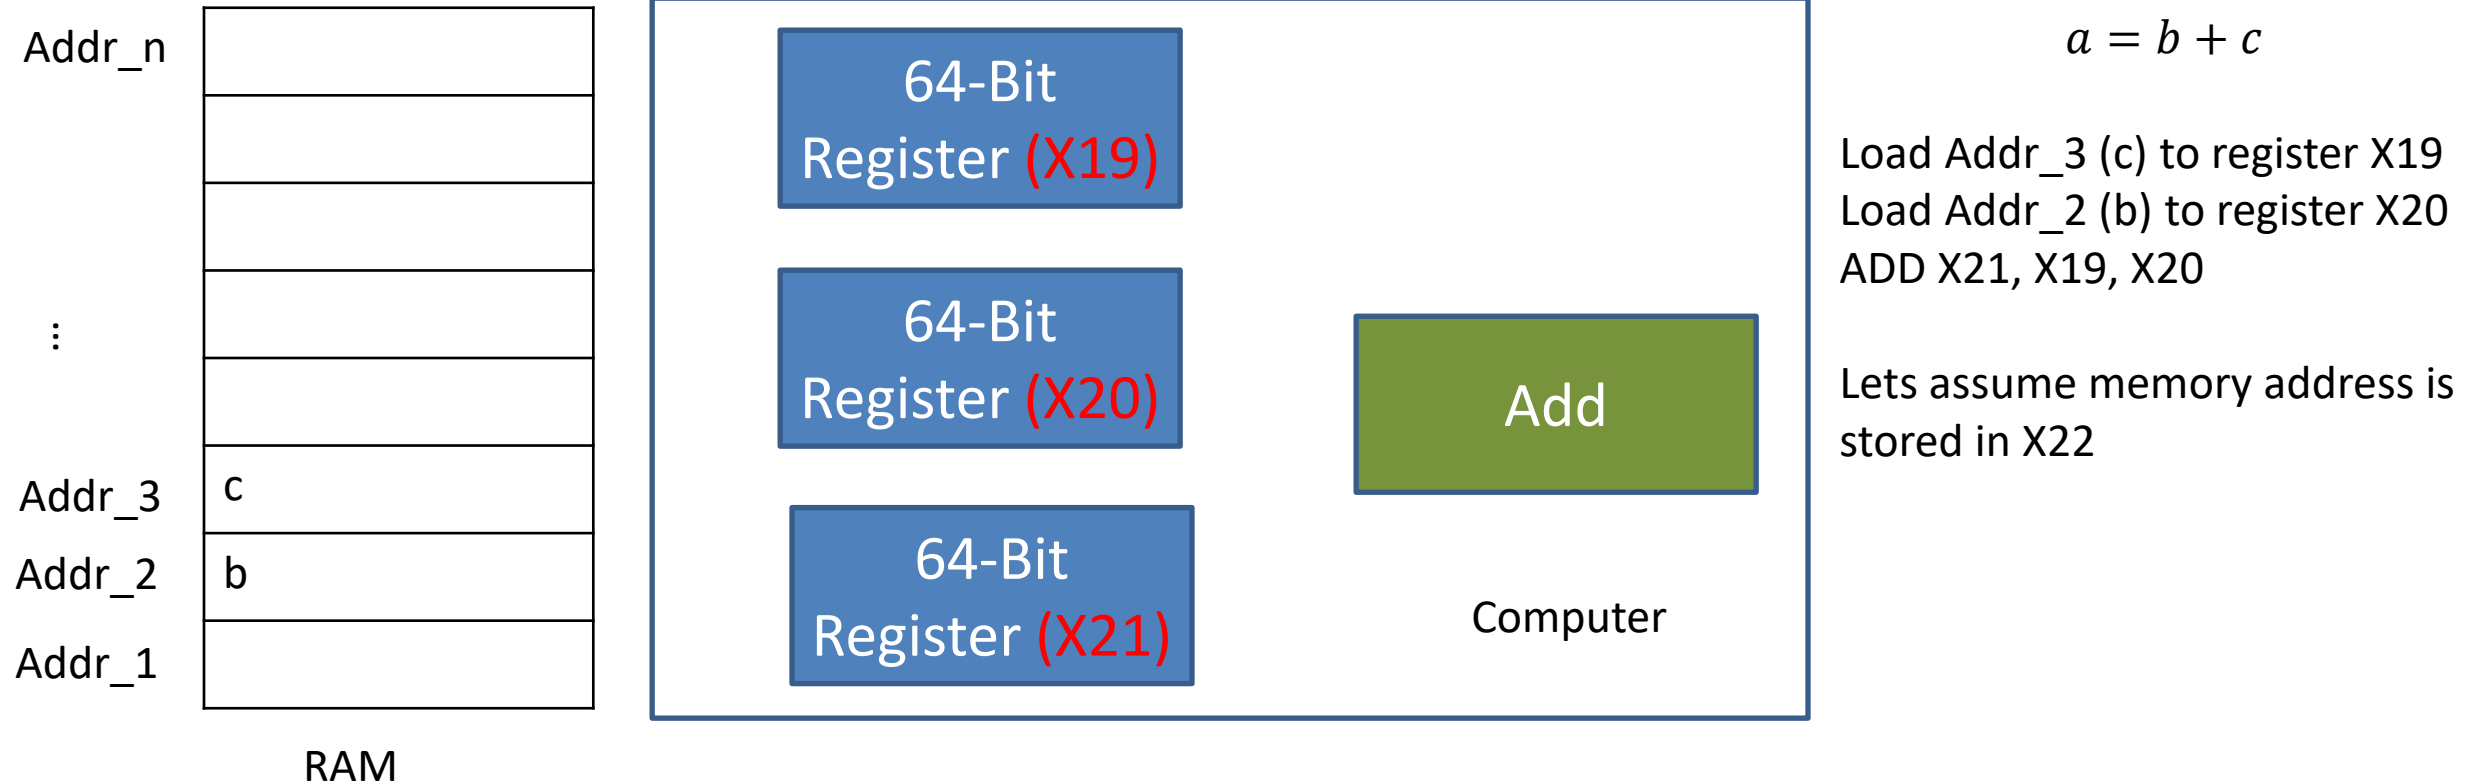 Addr_n
⋮
Addr_3
Addr_2
Addr_1
c
b
RAM
64-Bit
Register (X19)
64-Bit
Register (X20)
64-Bit
Register (X21)
Add
Computer
a = b + c
Load Addr_3 (c) to register X19
Load Addr_2 (b) to register X20
ADD X21, X19, X20
Lets assume memory address is
stored in X22